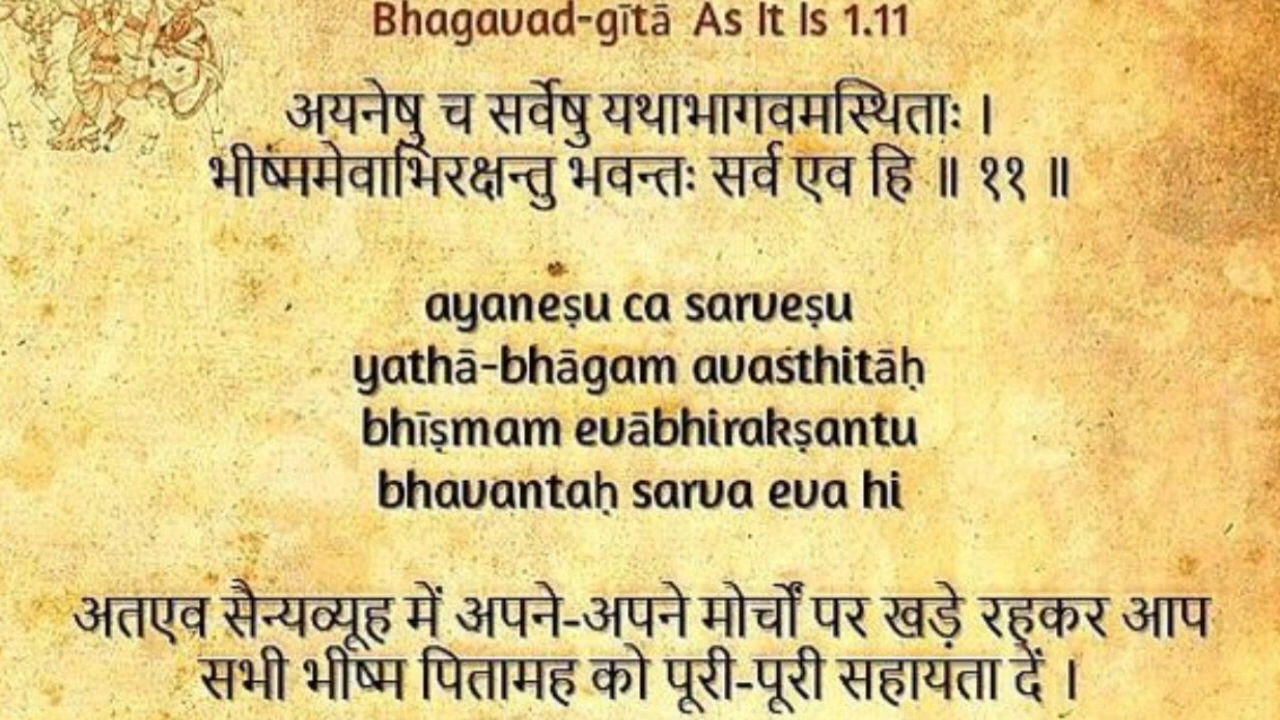 Bhagavad-gītā As It Is 1.11
अयनेषु च सर्वेषु यथाभागवमस्थिताः ।
भीष्ममेवाभिरक्षन्तु भवन्तः सर्व एव हि ॥ ११ ॥
ayaneṣu ca sarveṣu
yathā-bhāgam avasthitāḥ
bhīṣmam evābhirakṣantu
bhavantaḥ sarva eva hi
अतएव सैन्यव्यूह में अपने-अपने मोर्चों पर खड़े रहकर आप
सभी भीष्म पितामह को पूरी-पूरी सहायता दें ।